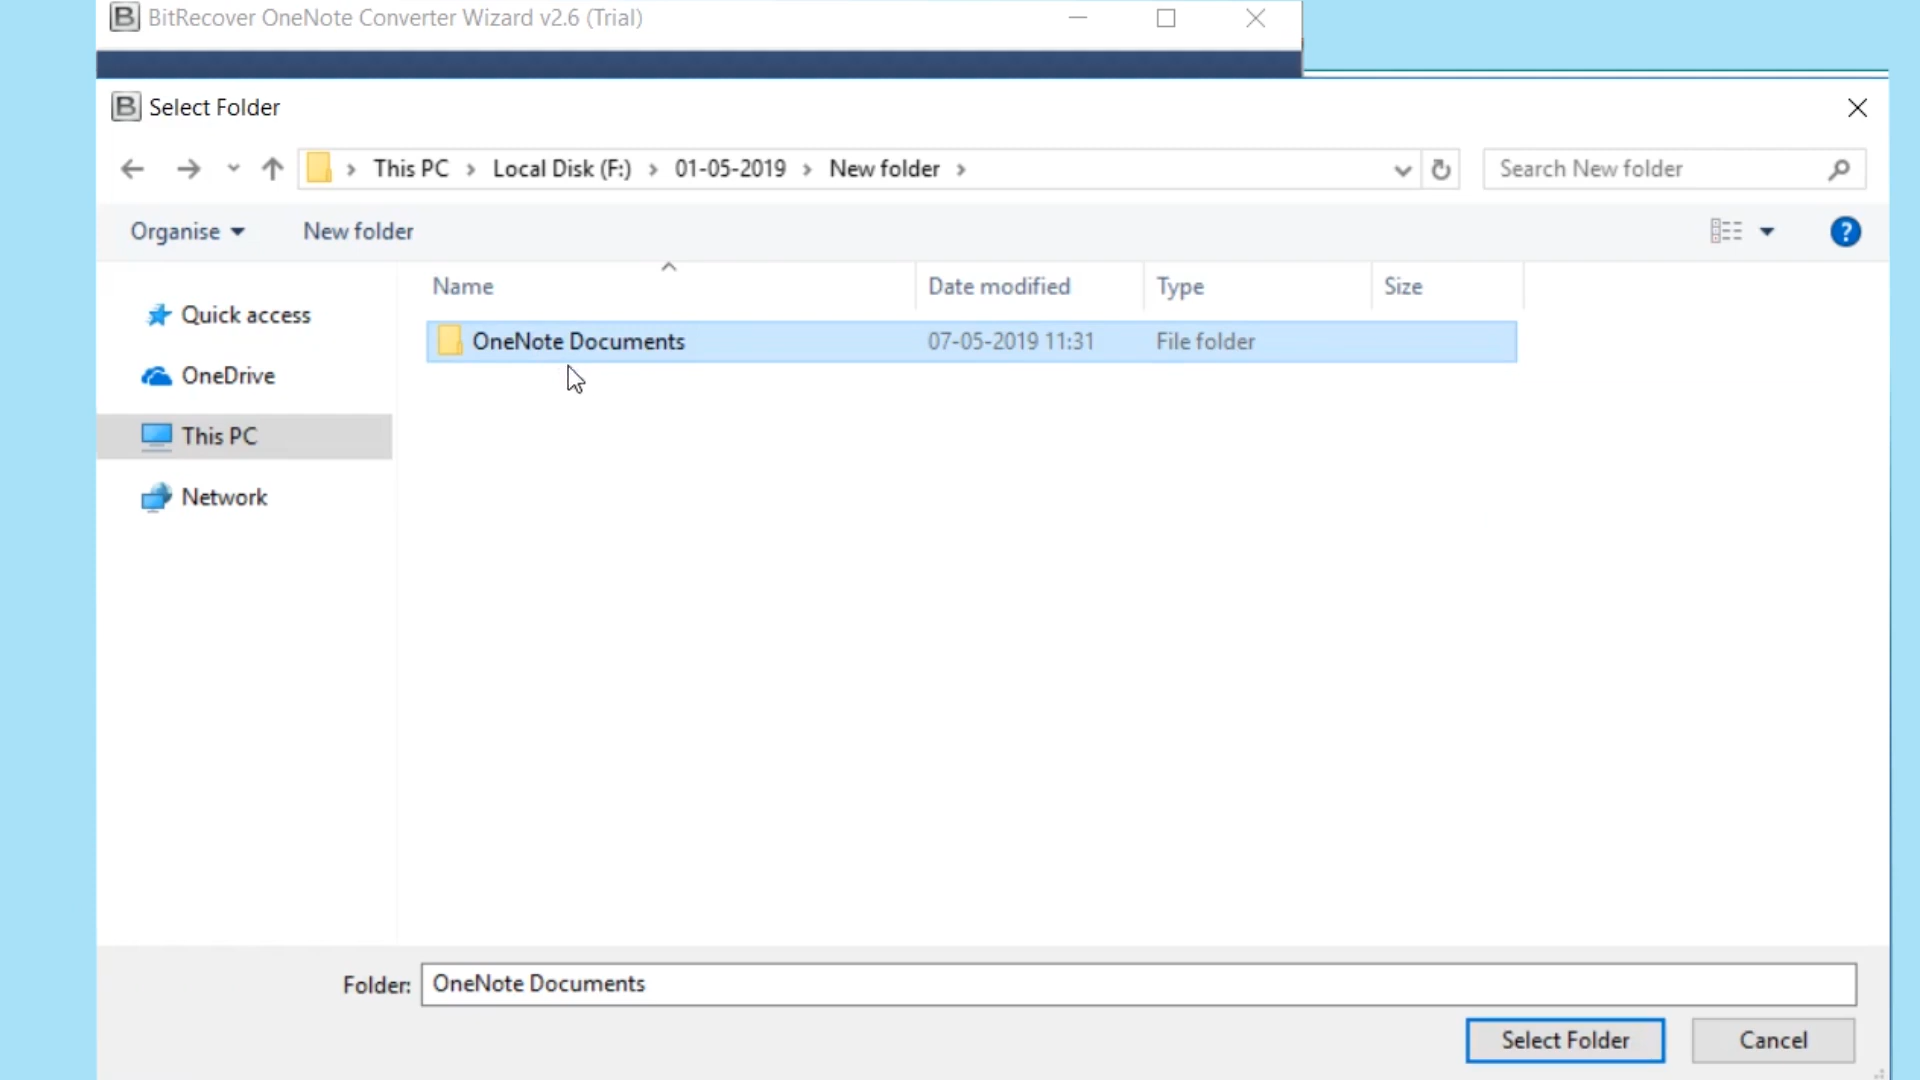 BitRecover OneNote Converter Wizard v2.6 (Trial)
Select Folder
This PC > Local Disk (F:) > 01-05-2019 > New folder >
Search New folder
Organise
New folder
?
Name
Date modified
Type
Size
Quick access
OneNote Documents
07-05-2019 11:31
File folder
OneDrive
This PC
Network
Folder:
OneNote Documents
Select Folder
Cancel